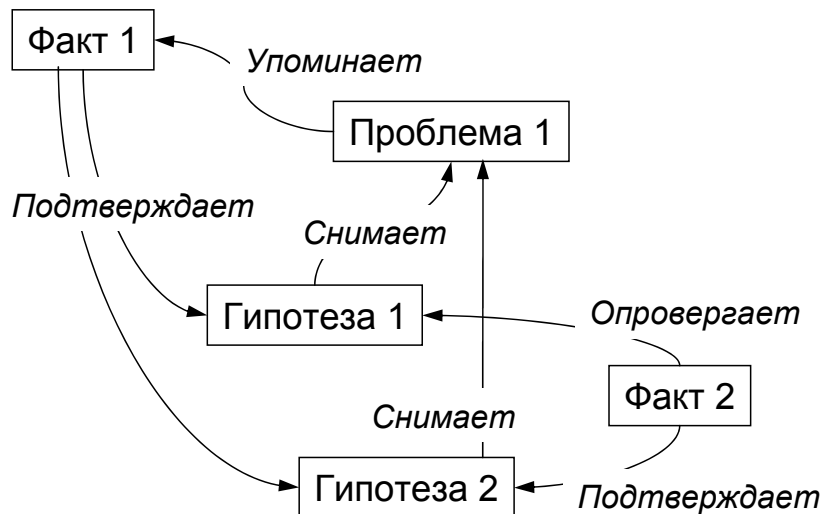 Факт 1
Упоминает
Проблема 1
Подтверждает
Снимает
Гипотеза 1
Опровергает
Факт 2
Снимает
Гипотеза 2
Подтверждает